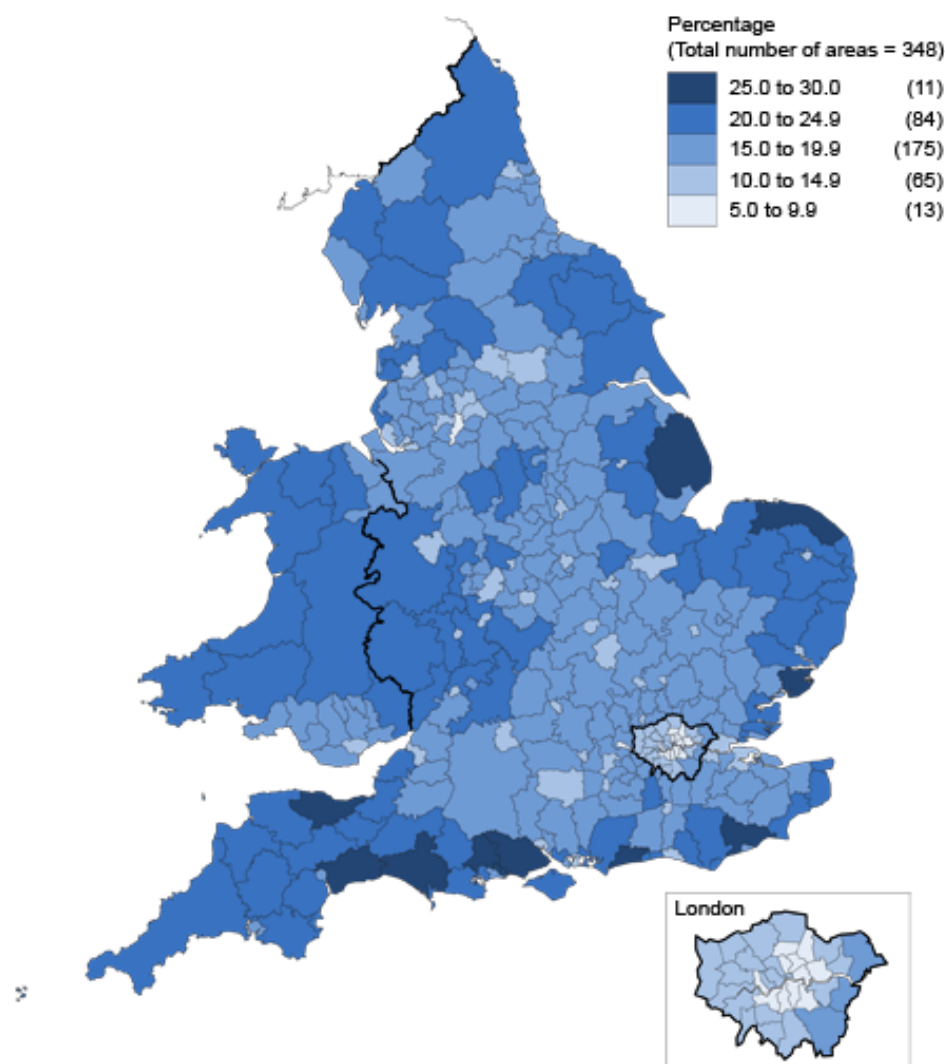 Percentage
(Total number of areas = 348)
25.0 to 30.0 (11)
20.0 to 24.9 (84)
15.0 to 19.9 (175)
10.0 to 14.9 (65)
5.0 to 9.9 (13)
London